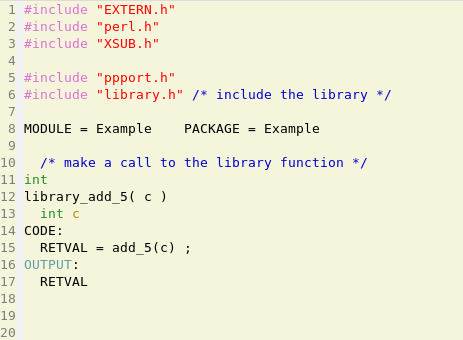 1 #include "EXTERN.h"
2 #include "perl.h"
3 #include "XSUB.h"
4
5 #include "ppport.h"
6 #include "library.h" /* include the library */
7
8 MODULE = Example    PACKAGE = Example
9
10   /* make a call to the library function */
11 int
12 library_add_5( c )
13   int c
14 CODE:
15   RETVAL = add_5(c) ;
16 OUTPUT:
17   RETVAL
18
19
20